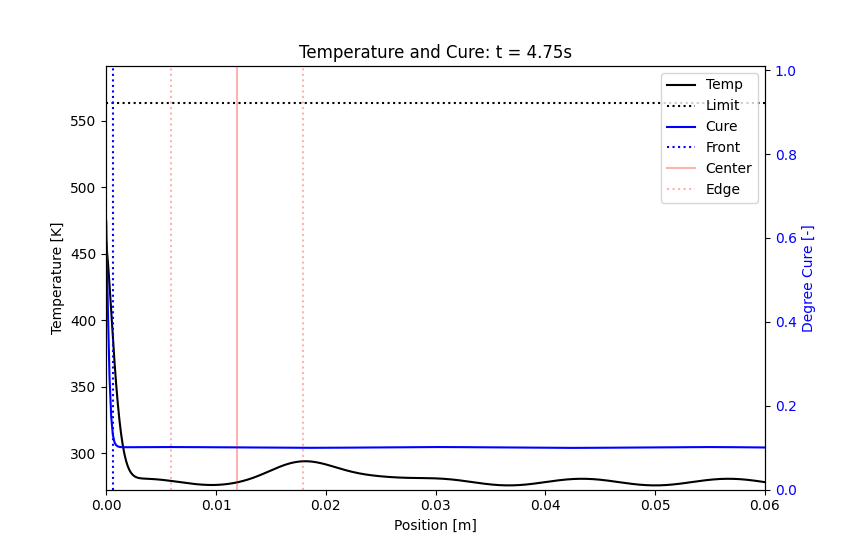 Temperature and Cure: t = 4.75s
Temp
Limit
Cure
Front
Center
Edge
550
500
450
400
350
300
Temperature [K]
1.0
0.8
0.6
0.4
0.2
0.0
Degree Cure [-]
0.00 0.01 0.02 0.03 0.04 0.05 0.06
Position [m]